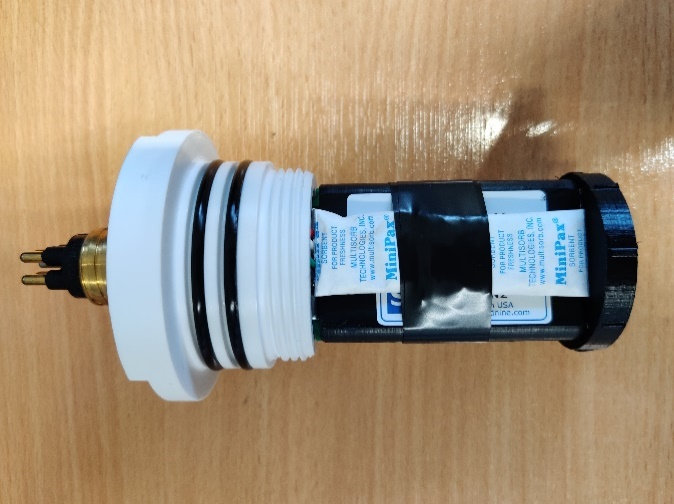 SORBENT
FOR PRODUCT
FRESHNESS
MULTISORB
TECHNOLOGIES, INC.
www.multisorb.com
MiniPax®
FOR PRODUCT
FRESHNESS
MULTISORB
TECHNOLOGIES, INC.
www.multisorb.com
MiniPax®
SORBENT
USA